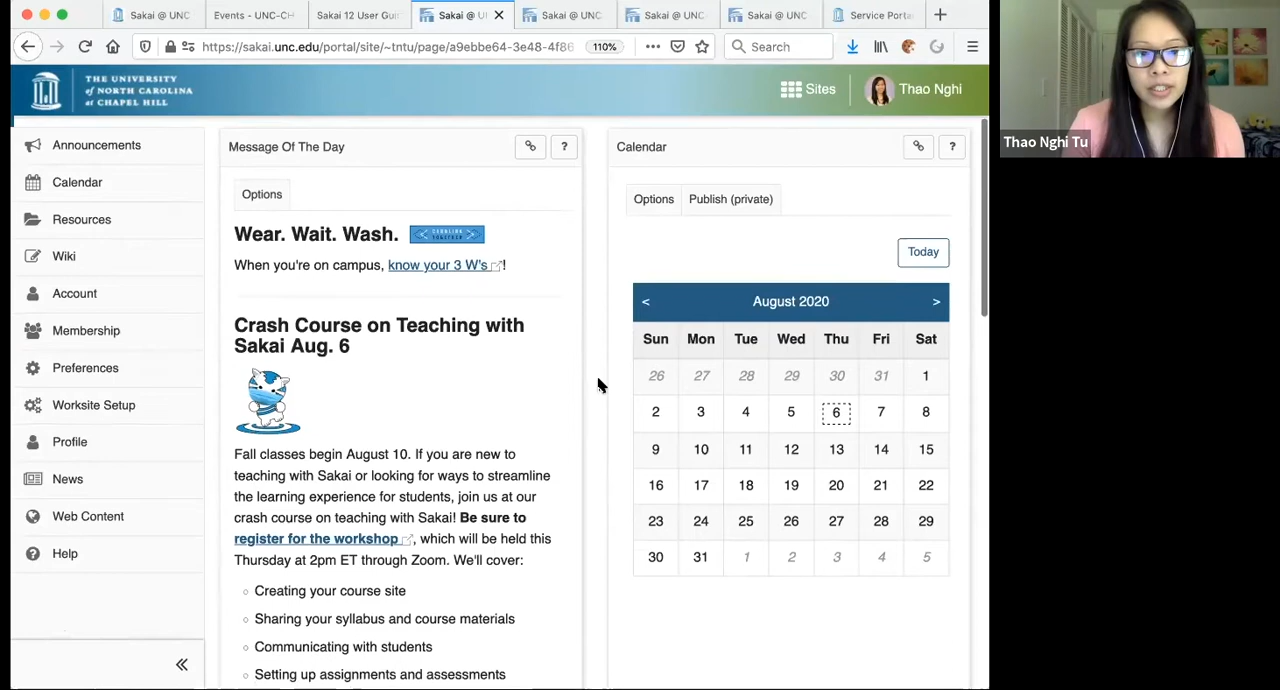 Sakai @ UNC
Events - UNC-CH
Sakai 12 User Gui
Sakai @ U
Sakai @ UNC
Sakai @ UNC
Sakai @ UNC
Service Porta
https://sakai.unc.edu/portal/site/~tntu/page/a9ebbe64-3e48-4f86
110%
Search
THE UNIVERSITY
of NORTH CAROLINA
at CHAPEL HILL
Sites
Thao Nghi
Thao Nghi Tu
Announcements
Calendar
Resources
Wiki
Account
Membership
Preferences
Worksite Setup
Profile
News
Web Content
Help
Message Of The Day
?
Options
Wear. Wait. Wash.
CAROLINA
TOGETHER
When you're on campus, know your 3 W's!
Crash Course on Teaching with
Sakai Aug. 6
Fall classes begin August 10. If you are new to
teaching with Sakai or looking for ways to streamline
the learning experience for students, join us at our
crash course on teaching with Sakai! Be sure to
register for the workshop, which will be held this
Thursday at 2pm ET through Zoom. We'll cover:
Creating your course site
Sharing your syllabus and course materials
Communicating with students
Setting up assignments and assessments
Calendar
?
Options Publish (private)
Today
< August 2020 >
Sun Mon Tue Wed Thu Fri Sat
26 27 28 29 30 31 1
2 3 4 5 6 7 8
9 10 11 12 13 14 15
16 17 18 19 20 21 22
23 24 25 26 27 28 29
30 31 1 2 3 4 5